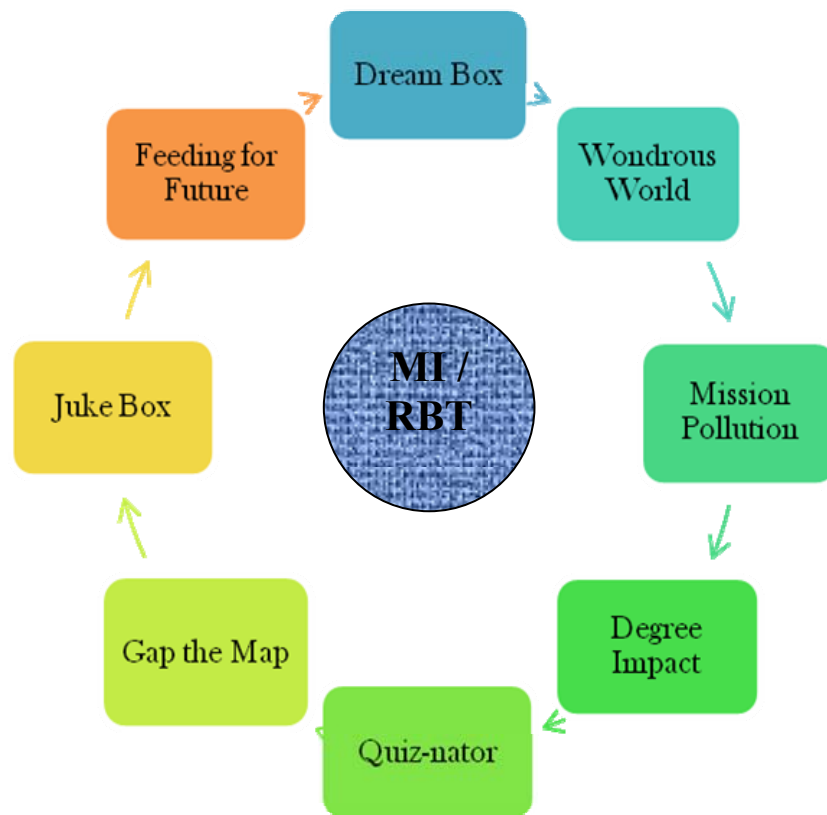 Dream Box
Wondrous
World
Mission
Pollution
Degree
Impact
Quiz-nator
Gap the Map
Juke Box
Feeding for
Future
MI /
RBT